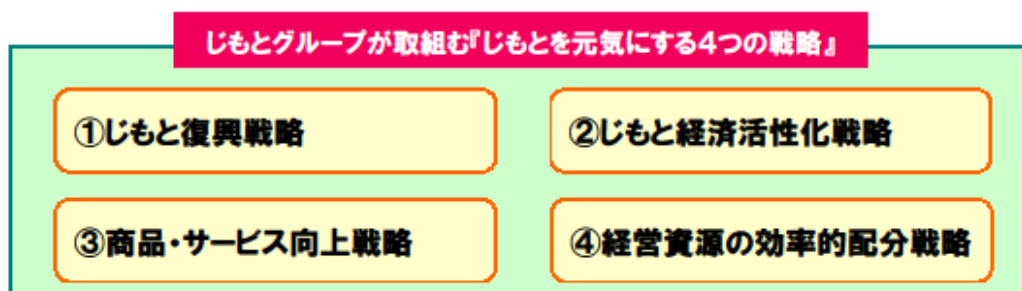 じもとグループが取組む『じもとを元気にする4つの戦略』
①じもと復興戦略
②じもと経済活性化戦略
③商品・サービス向上戦略
④経営資源の効率的配分戦略